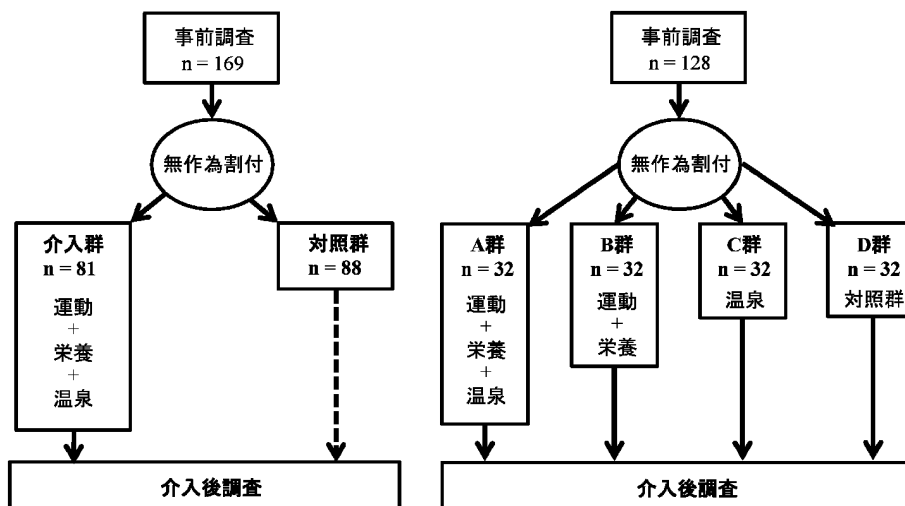 事前調査
n = 169
無作為割付
介入群
n = 81
運動
+
栄養
+
温泉
対照群
n = 88
介入後調査
事前調査
n = 128
無作為割付
A群
n = 32
運動
+
栄養
+
温泉
B群
n = 32
運動
+
栄養
C群
n = 32
温泉
D群
n = 32
対照群
介入後調査